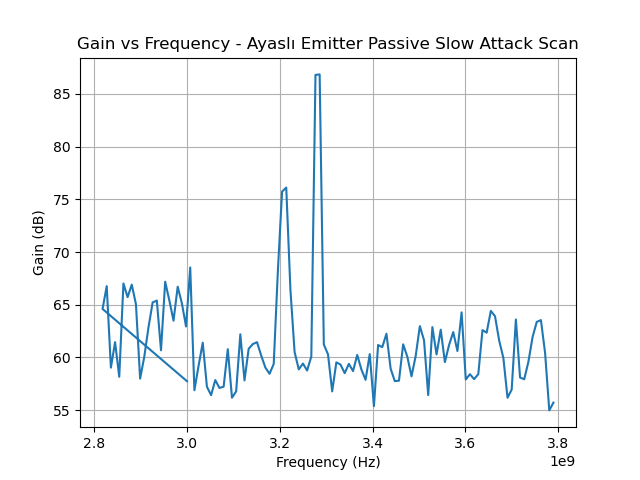 Gain vs Frequency - Ayaslı Emitter Passive Slow Attack Scan
Gain (dB)
85
80
75
70
65
60
55
2.8 3.0 3.2 3.4 3.6 3.8
1e9
Frequency (Hz)